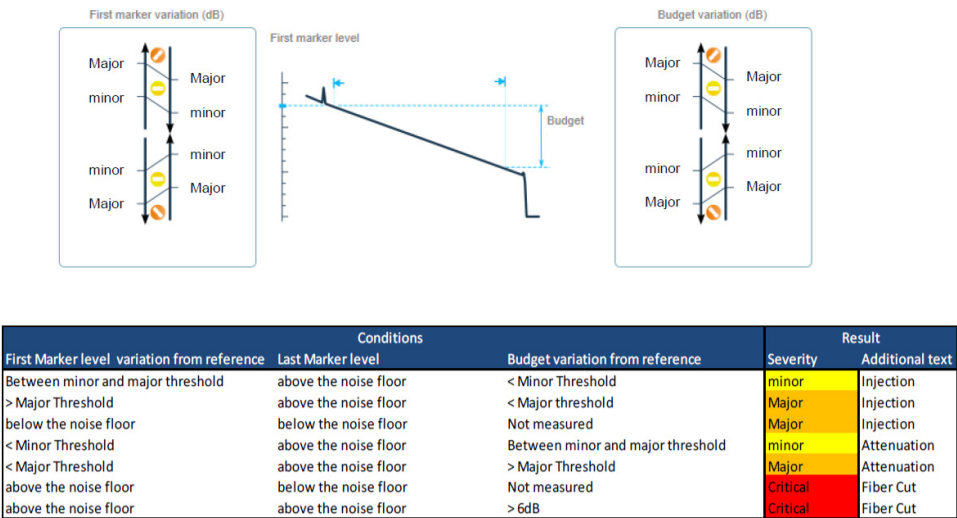 First marker variation (dB)
Budget variation (dB)
First marker level
Major
Major
minor
minor
minor
minor
Major
Major
Budget
Major
Major
minor
minor
minor
minor
Major
Major
Conditions Result
First Marker level variation from reference Last Marker level Budget variation from reference Severity Additional text
Between minor and major threshold above the noise floor < Minor Threshold minor Injection
> Major Threshold above the noise floor < Major threshold Major Injection
below the noise floor below the noise floor Not measured Major Injection
< Minor Threshold above the noise floor Between minor and major threshold minor Attenuation
< Major Threshold above the noise floor > Major Threshold Major Attenuation
above the noise floor below the noise floor Not measured Critical Fiber Cut
above the noise floor above the noise floor > 6dB Critical Fiber Cut